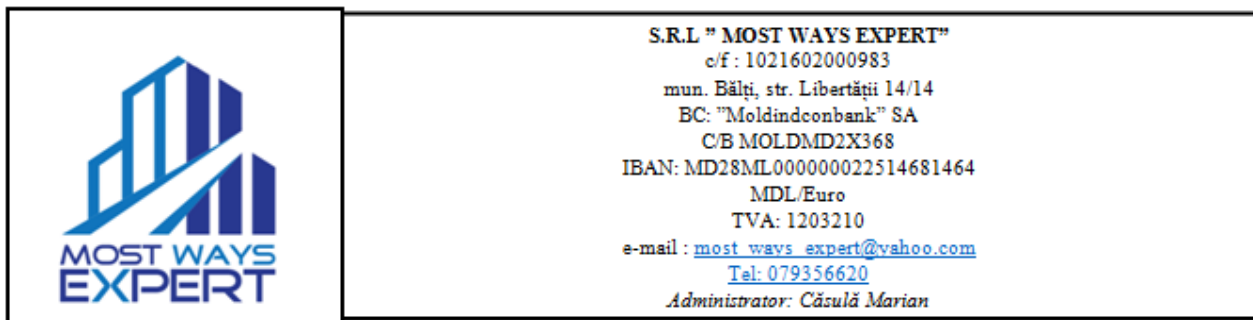 MOST WAYS
EXPERT
S.R.L ” MOST WAYS EXPERT”
c/f : 1021602000983
mun. Bălți, str. Libertății 14/14
BC: ”Moldindconbank” SA
C/B MOLDMD2X368
IBAN: MD28ML000000022514681464
MDL/Euro
TVA: 1203210
e-mail : most_ways_expert@yahoo.com
Tel: 079356620
Administrator: Căsulă Marian